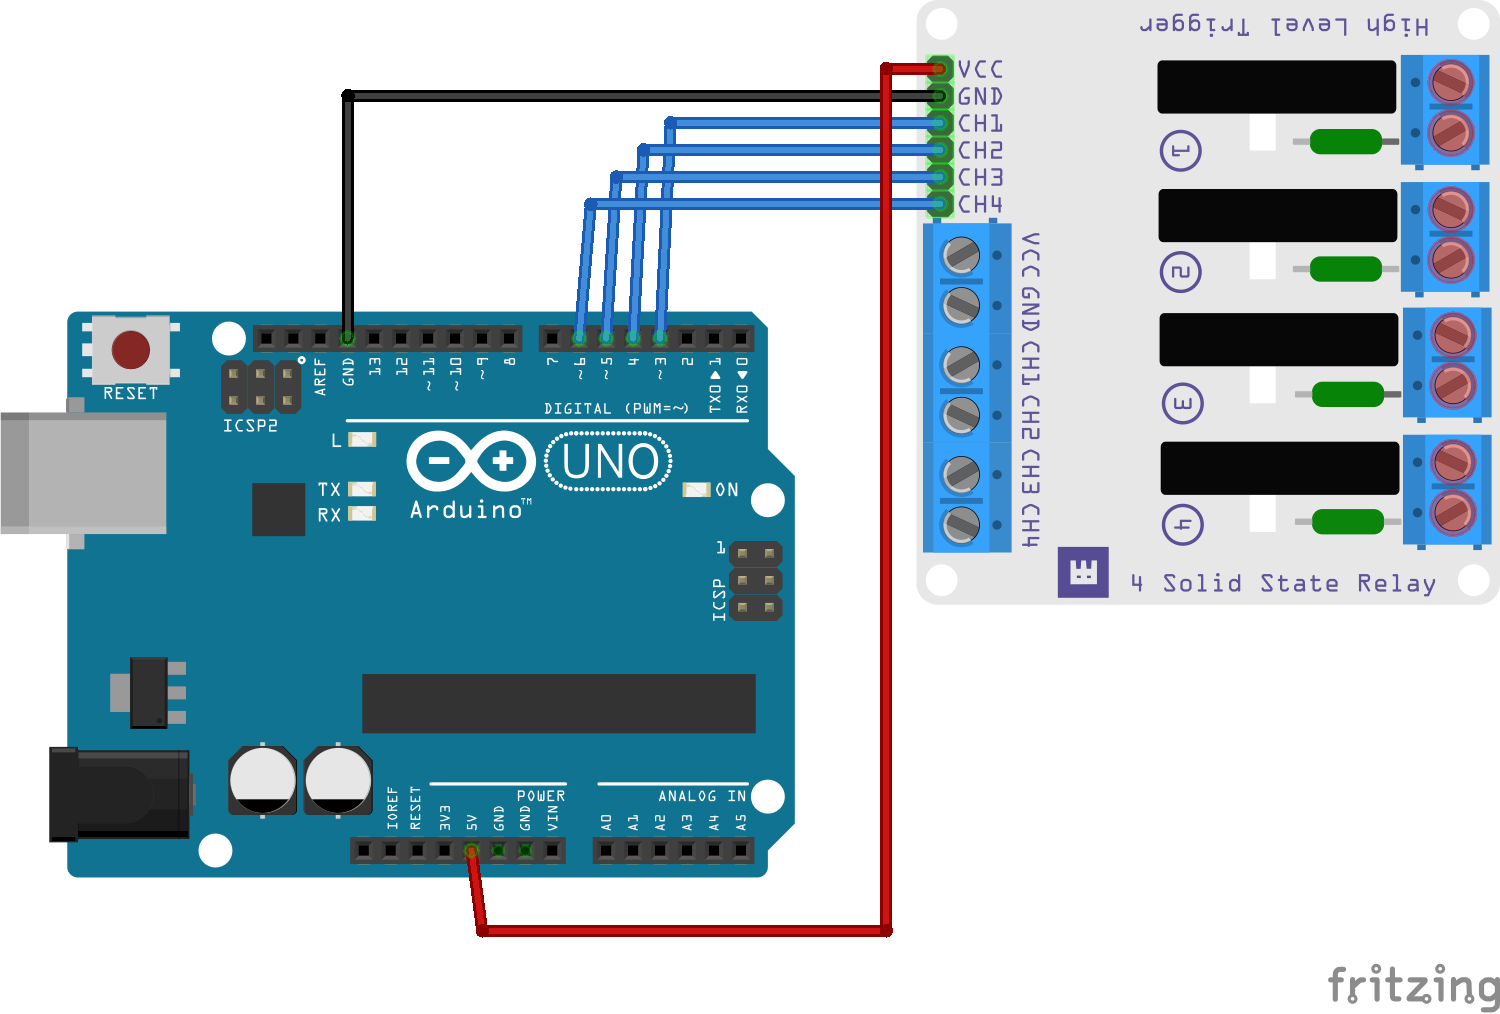 High Level Trigger
VCC
GND
CH1
CH2
CH3
CH4
1
2
3
4
VCC GND CH1 CH2 CH3 CH4
E
4 Solid State Relay
RESET
ICSP2
AREF
GND
13
12
~11
~10
~9
8
7
~6
~5
4
~3
2
TX0▶1
RX0◀0
DIGITAL (PWM=~)
L
TX
RX
Arduino™
UNO
ON
1
ICSP
POWER
ANALOG IN
IOREF
RESET
3V3
5V
GND
GND
VIN
A0
A1
A2
A3
A4
A5
fritzing